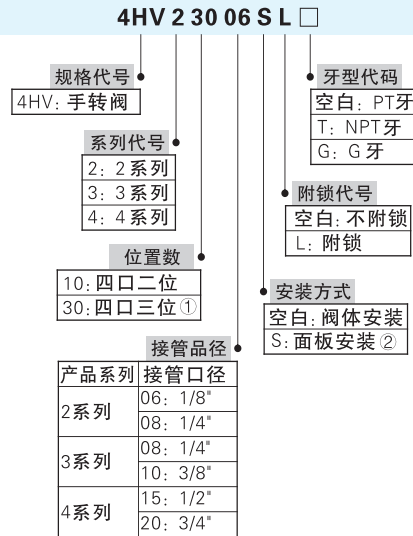 4HV 2 30 06 S L □
规格代号
4HV: 手转阀
系列代号
2: 2系列
3: 3系列
4: 4系列
位置数
10: 四口二位
30: 四口三位①
接管品径
产品系列 接管口径
2系列 06: 1/8"
08: 1/4"
3系列 08: 1/4"
10: 3/8"
4系列 15: 1/2"
20: 3/4"
安装方式
空白: 阀体安装
S: 面板安装②
附锁代号
空白: 不附锁
L: 附锁
牙型代码
空白: PT牙
T: NPT牙
G: G牙